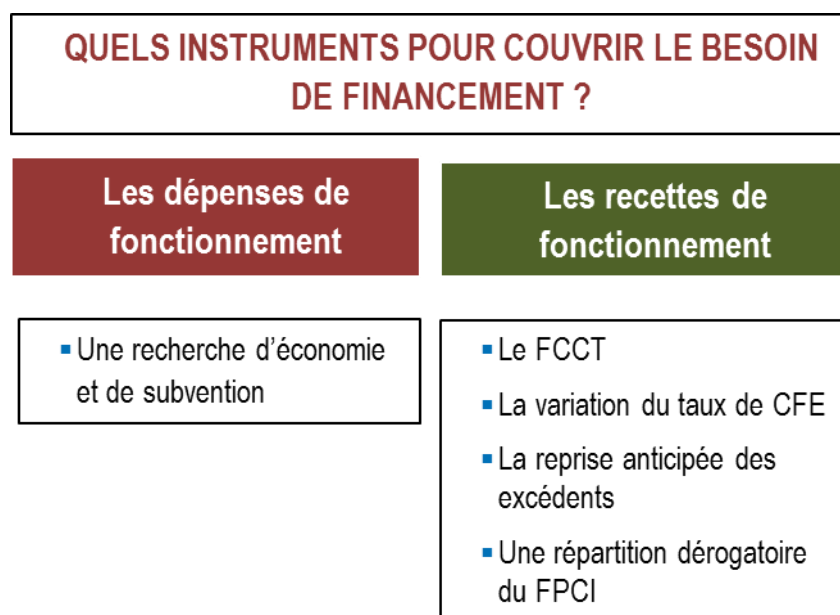 QUELS INSTRUMENTS POUR COUVRIR LE BESOIN
DE FINANCEMENT ?
Les dépenses de
fonctionnement
▪ Une recherche d'économie
et de subvention
Les recettes de
fonctionnement
▪ Le FCCT
▪ La variation du taux de CFE
▪ La reprise anticipée des
excédents
▪ Une répartition dérogatoire
du FPCI